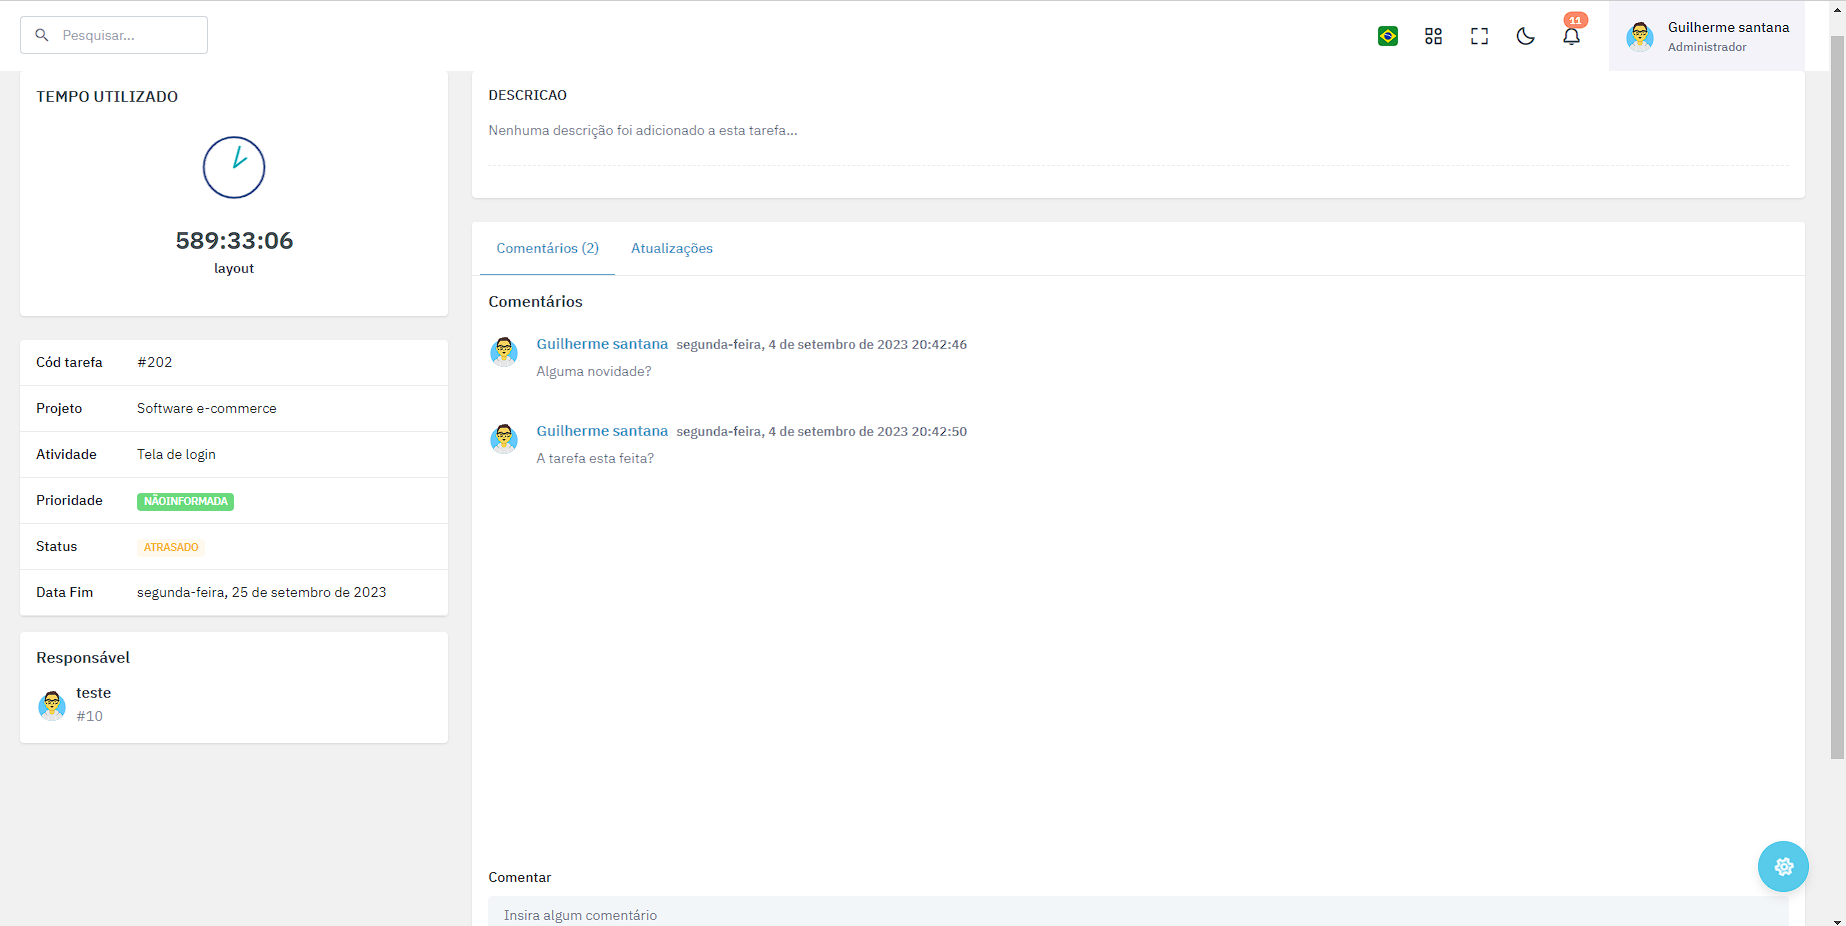 Pesquisar...
11
Guilherme santana
Administrador
TEMPO UTILIZADO
589:33:06
layout
Cód tarefa #202
Projeto Software e-commerce
Atividade Tela de login
Prioridade NÃOINFORMADA
Status ATRASADO
Data Fim segunda-feira, 25 de setembro de 2023
Responsável
teste
#10
DESCRICAO
Nenhuma descrição foi adicionado a esta tarefa...
Comentários (2) Atualizações
Comentários
Guilherme santana segunda-feira, 4 de setembro de 2023 20:42:46
Alguma novidade?
Guilherme santana segunda-feira, 4 de setembro de 2023 20:42:50
A tarefa esta feita?
Comentar
Insira algum comentário